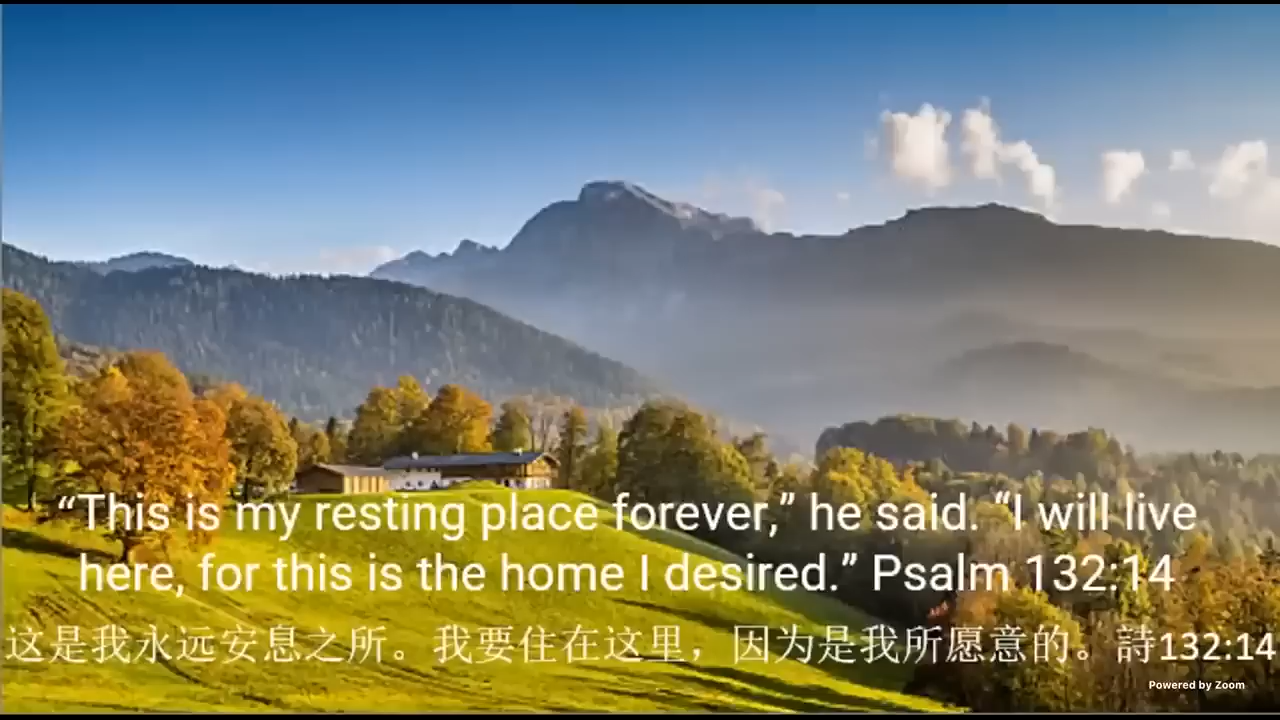 “This is my resting place forever,” he said. “I will live
here, for this is the home I desired.” Psalm 132:14
这是我永远安息之所。我要住在这里，因为是我所愿意的。詩132:14
Powered by Zoom